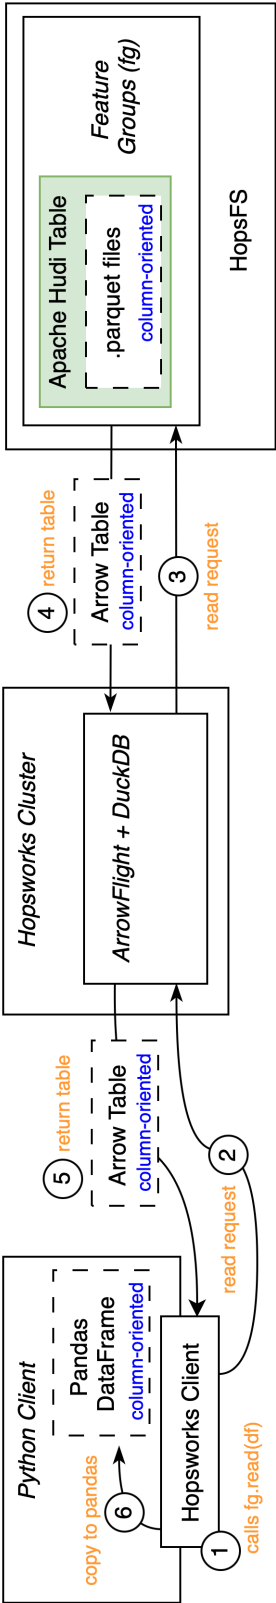 Python Client
copy to pandas
6
Pandas
DataFrame
column-oriented
Hopsworks Client
1
calls fg.read(df)
2
read request
5
return table
Arrow Table
column-oriented
Hopsworks Cluster
ArrowFlight + DuckDB
3
read request
4
return table
Arrow Table
column-oriented
Feature
Groups (fg)
Apache Hudi Table
.parquet files
column-oriented
HopsFS